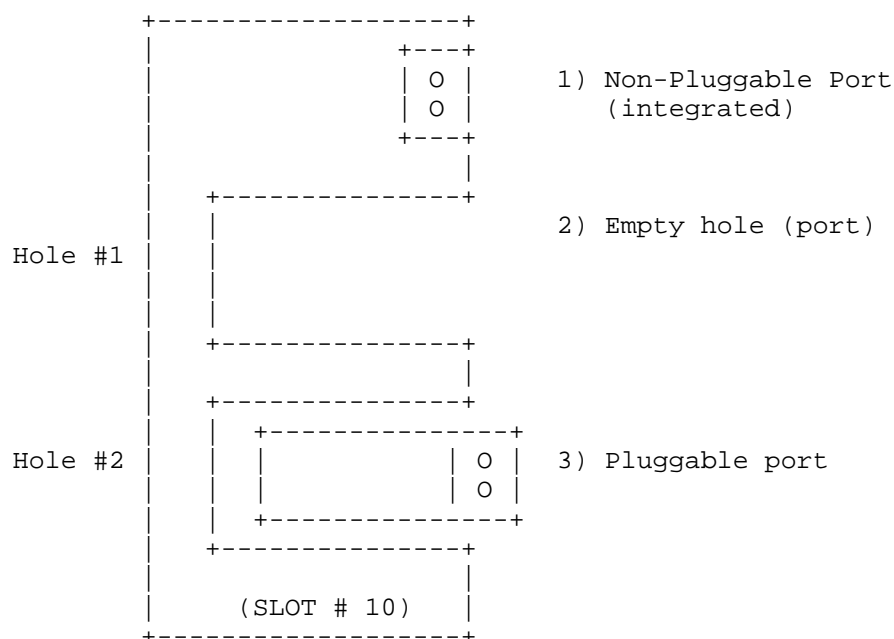 O
O
1) Non-Pluggable Port
(integrated)
2) Empty hole (port)
Hole #1
Hole #2
O
O
3) Pluggable port
(SLOT # 10)